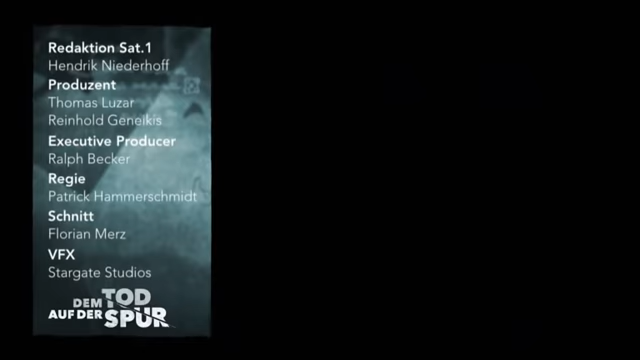 Redaktion Sat.1
Hendrik Niederhoff
Produzent
Thomas Luzar
Reinhold Geneikis
Executive Producer
Ralph Becker
Regie
Patrick Hammerschmidt
Schnitt
Florian Merz
VFX
Stargate Studios
DEM TOD
AUF DER SPUR